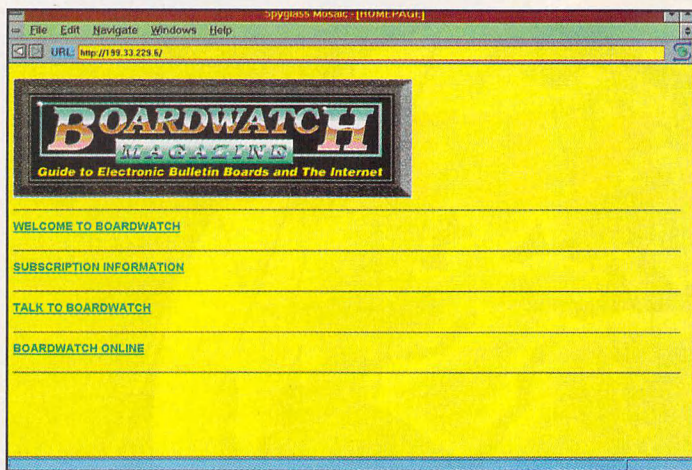 Spyglass Mosaic - [HOMEPAGE]
File Edit Navigate Windows Help
URL: http://199.33.229.6/
BOARDWATCH
MAGAZINE
Guide to Electronic Bulletin Boards and The Internet
WELCOME TO BOARDWATCH
SUBSCRIPTION INFORMATION
TALK TO BOARDWATCH
BOARDWATCH ONLINE